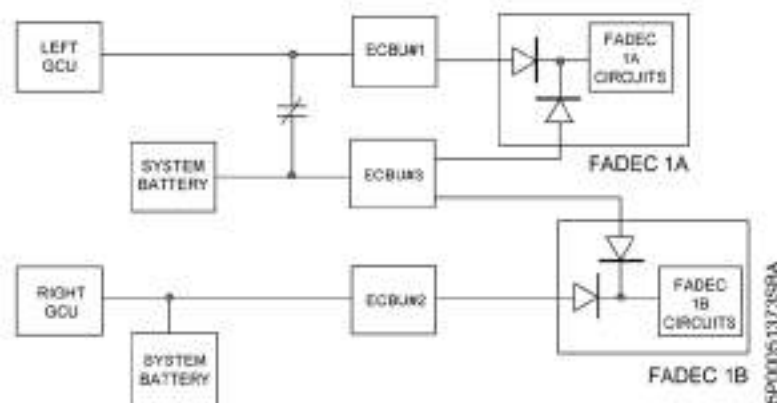 LEFT
GCU
ECBU#1
FADEC
1A
CIRCUITS
FADEC 1A
SYSTEM
BATTERY
ECBU#3
RIGHT
GCU
ECBU#2
FADEC
1B
CIRCUITS
FADEC 1B
SYSTEM
BATTERY